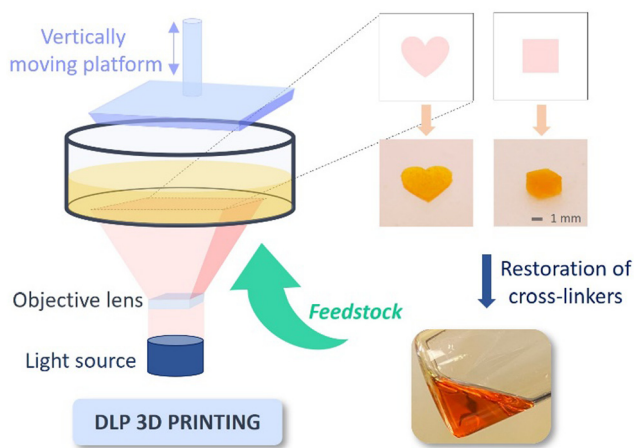 Vertically
moving platform
1 mm
Objective lens
Feedstock
Restoration of
cross-linkers
Light source
DLP 3D PRINTING